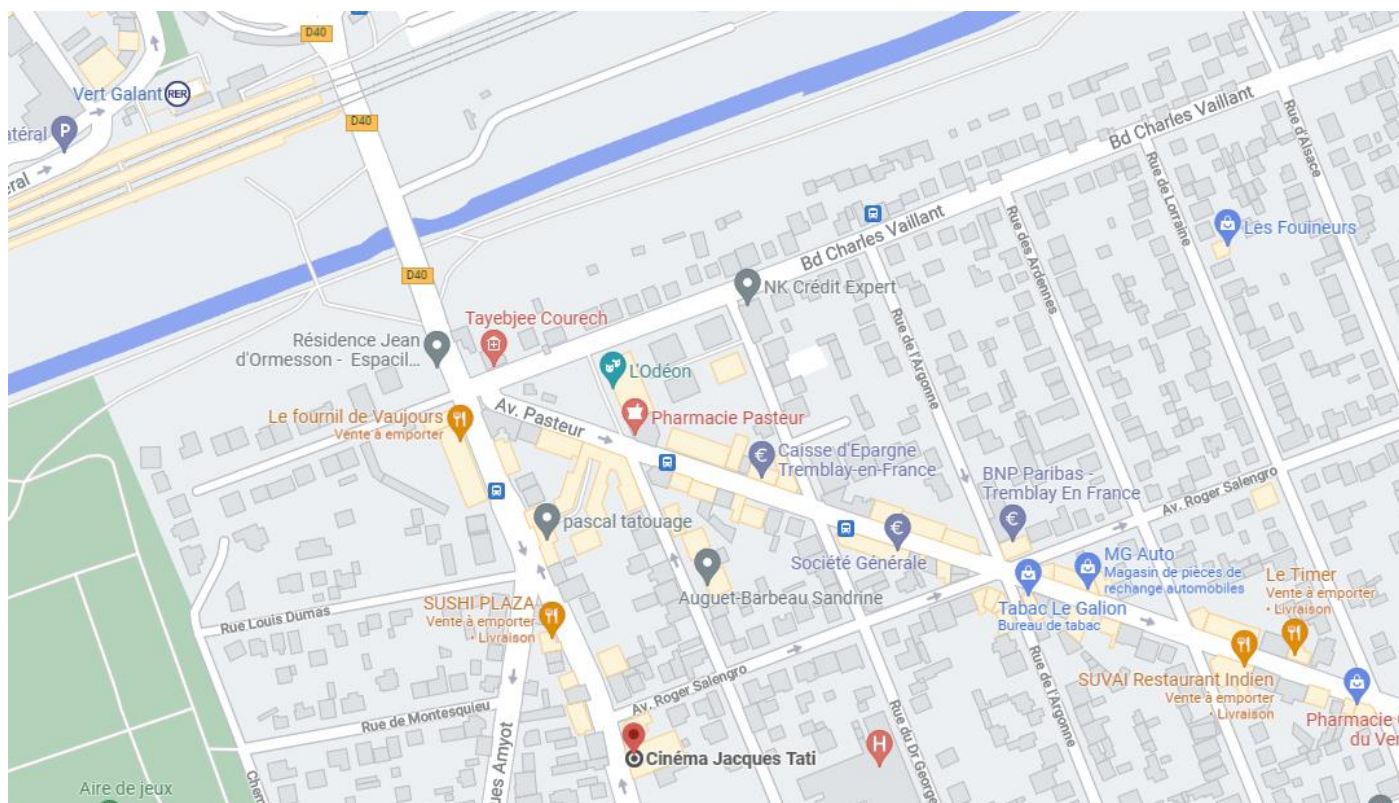 D40
Vert Galant RER
atéral P
éral
D40
Bd Charles Vaillant
Rue d'Alsace
Rue de Lorraine
Les Fouineurs
Bd Charles Vaillant
Rue des Ardennes
D40
NK Crédit Expert
Rue de l'Argonne
Tayebjee Courech
Résidence Jean
d'Ormesson - Espacil...
L'Odéon
Av. Pasteur
Le fournil de Vaujours
Vente à emporter
Pharmacie Pasteur
Caisse d'Epargne
Tremblay-en-France
BNP Paribas -
Tremblay En France
Av. Roger Salengro
pascal tatouage
Société Générale
MG Auto
Magasin de pièces de
rechange automobiles
Le Timer
Vente à emporter
• Livraison
Auguet-Barbeau Sandrine
Tabac Le Galion
Bureau de tabac
SUSHI PLAZA
Vente à emporter
• Livraison
Rue Louis Dumas
Av. Roger Salengro
Rue de l'Argonne
SUVAI Restaurant Indien
Vente à emporter
• Livraison
Rue de Montesquieu
Rue du Dr George
Pharmacie
du Ver
H
Cinéma Jacques Tati
ues Amyot
Chem
Aire de jeux